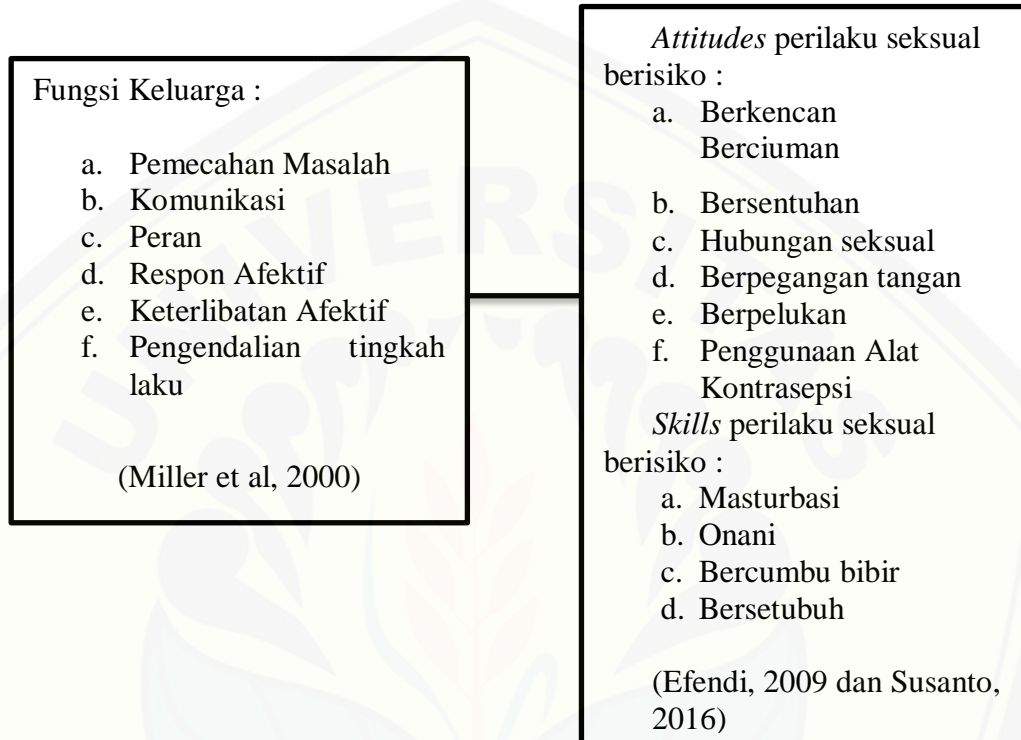 Fungsi Keluarga :
a. Pemecahan Masalah
b. Komunikasi
c. Peran
d. Respon Afektif
e. Keterlibatan Afektif
f. Pengendalian tingkah
laku
(Miller et al, 2000)
Attitudes perilaku seksual
berisiko :
a. Berkencan
Berciuman
b. Bersentuhan
c. Hubungan seksual
d. Berpegangan tangan
e. Berpelukan
f. Penggunaan Alat
Kontrasepsi
Skills perilaku seksual
berisiko :
a. Masturbasi
b. Onani
c. Bercumbu bibir
d. Bersetubuh
(Efendi, 2009 dan Susanto,
2016)
UNIVERSITAS